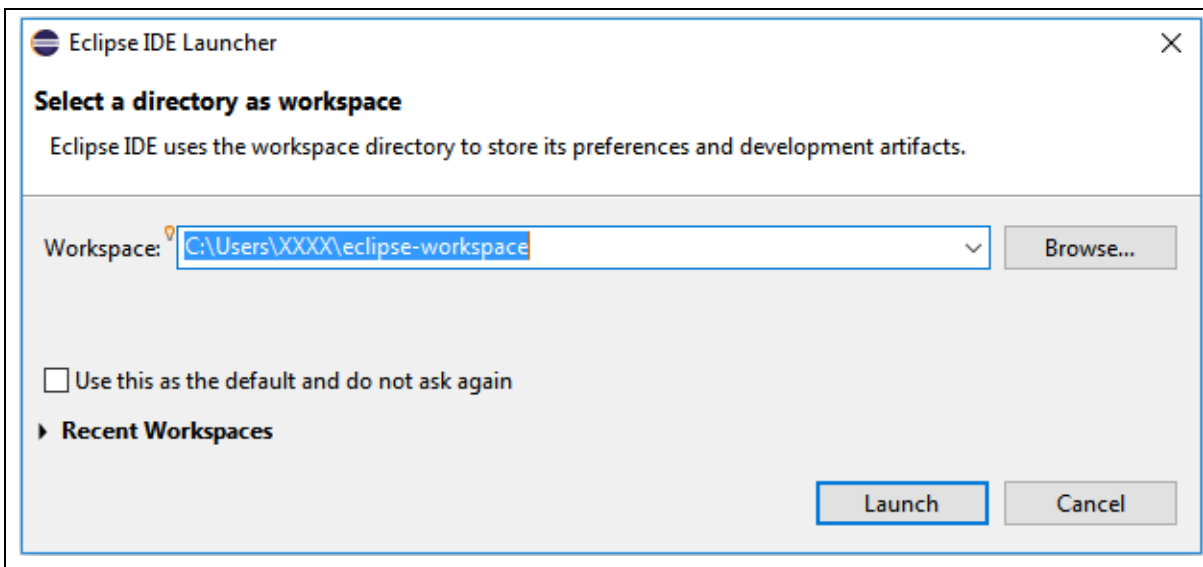 Eclipse IDE Launcher
Select a directory as workspace
Eclipse IDE uses the workspace directory to store its preferences and development artifacts.
Workspace: C:\Users\XXXX\eclipse-workspace Browse...
Use this as the default and do not ask again
Recent Workspaces
Launch Cancel